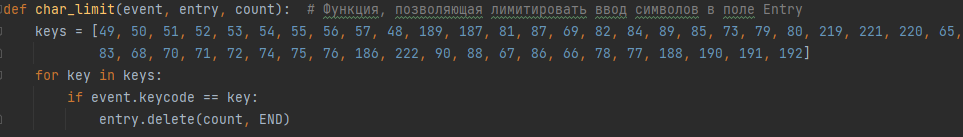 def char_limit(event, entry, count):  # Функция, позволяющая лимитировать ввод символов в поле Entry
    keys = [49, 50, 51, 52, 53, 54, 55, 56, 57, 48, 189, 187, 81, 87, 69, 82, 84, 89, 85, 73, 79, 80, 219, 221, 220, 65,
            83, 68, 70, 71, 72, 74, 75, 76, 186, 222, 90, 88, 67, 86, 66, 78, 77, 188, 190, 191, 192]
    for key in keys:
        if event.keycode == key:
            entry.delete(count, END)